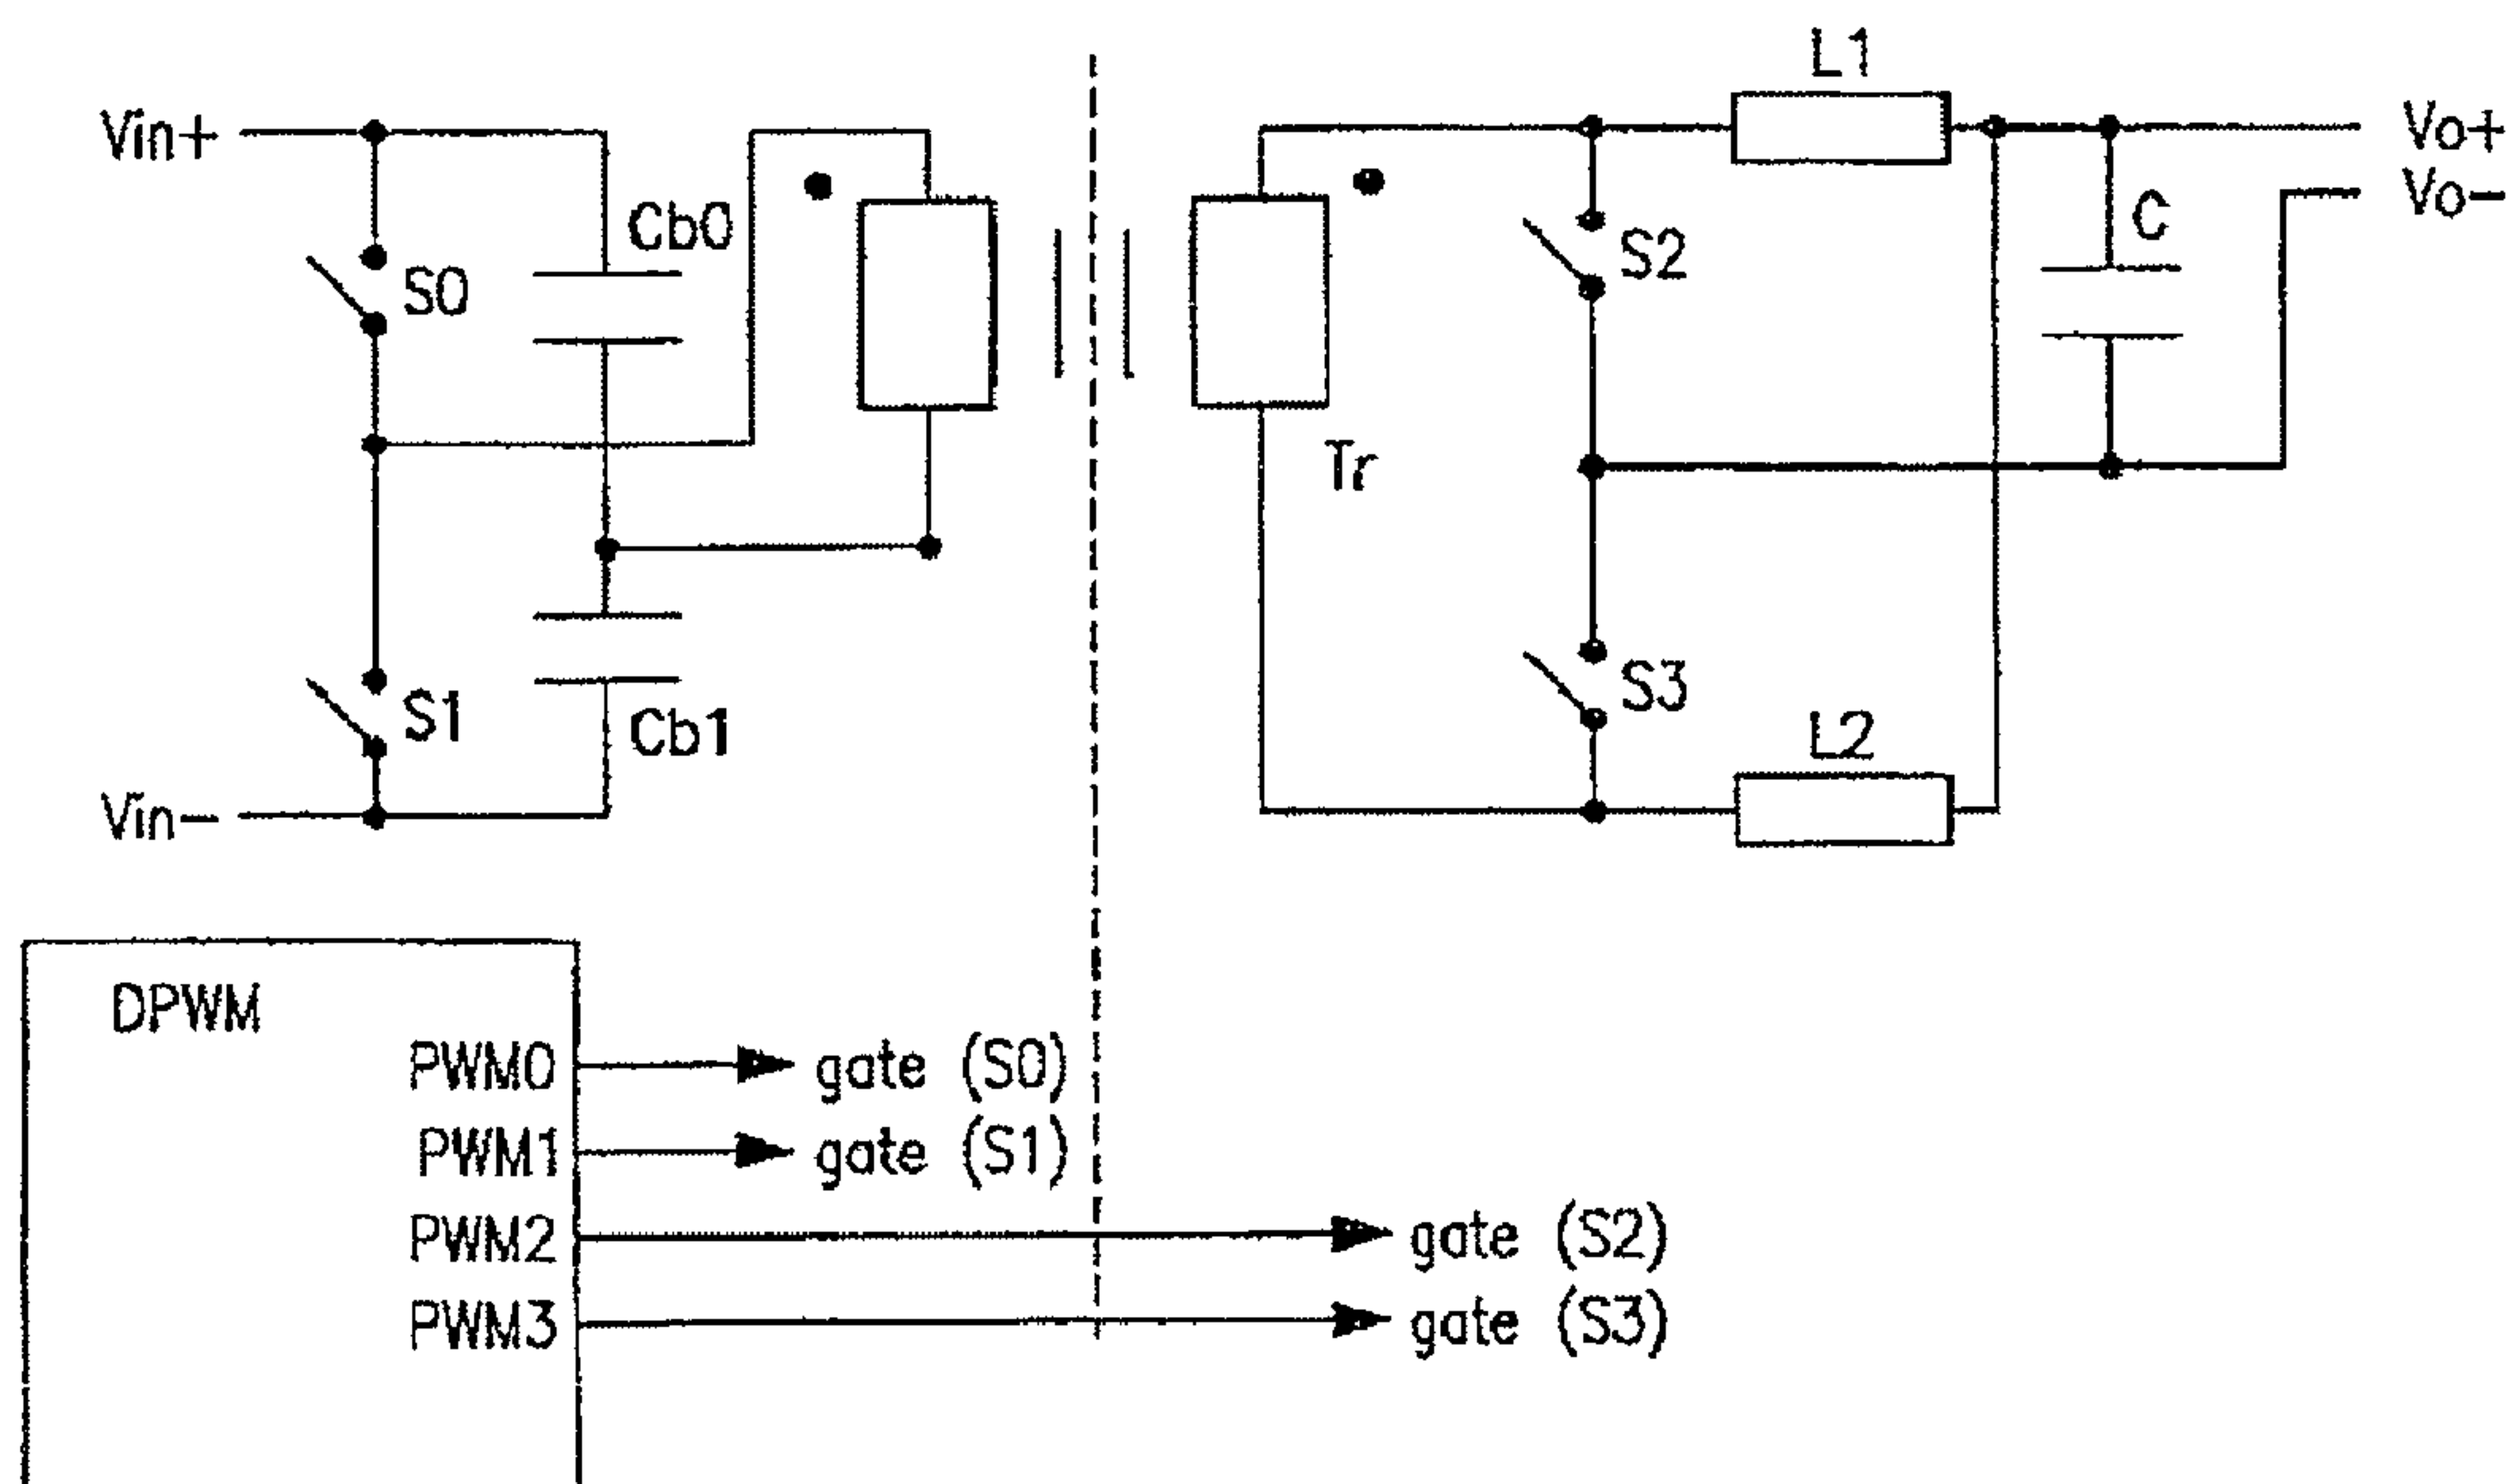 L1
Vin+
Vo+
Vo-
Cb0
C
S0
S2
Tr
S1
S3
Cb1
L2
Vin-
DPWM
PWM0
gate (S0)
PWM1
gate (S1)
PWM2
gate (S2)
PWM3
gate (S3)